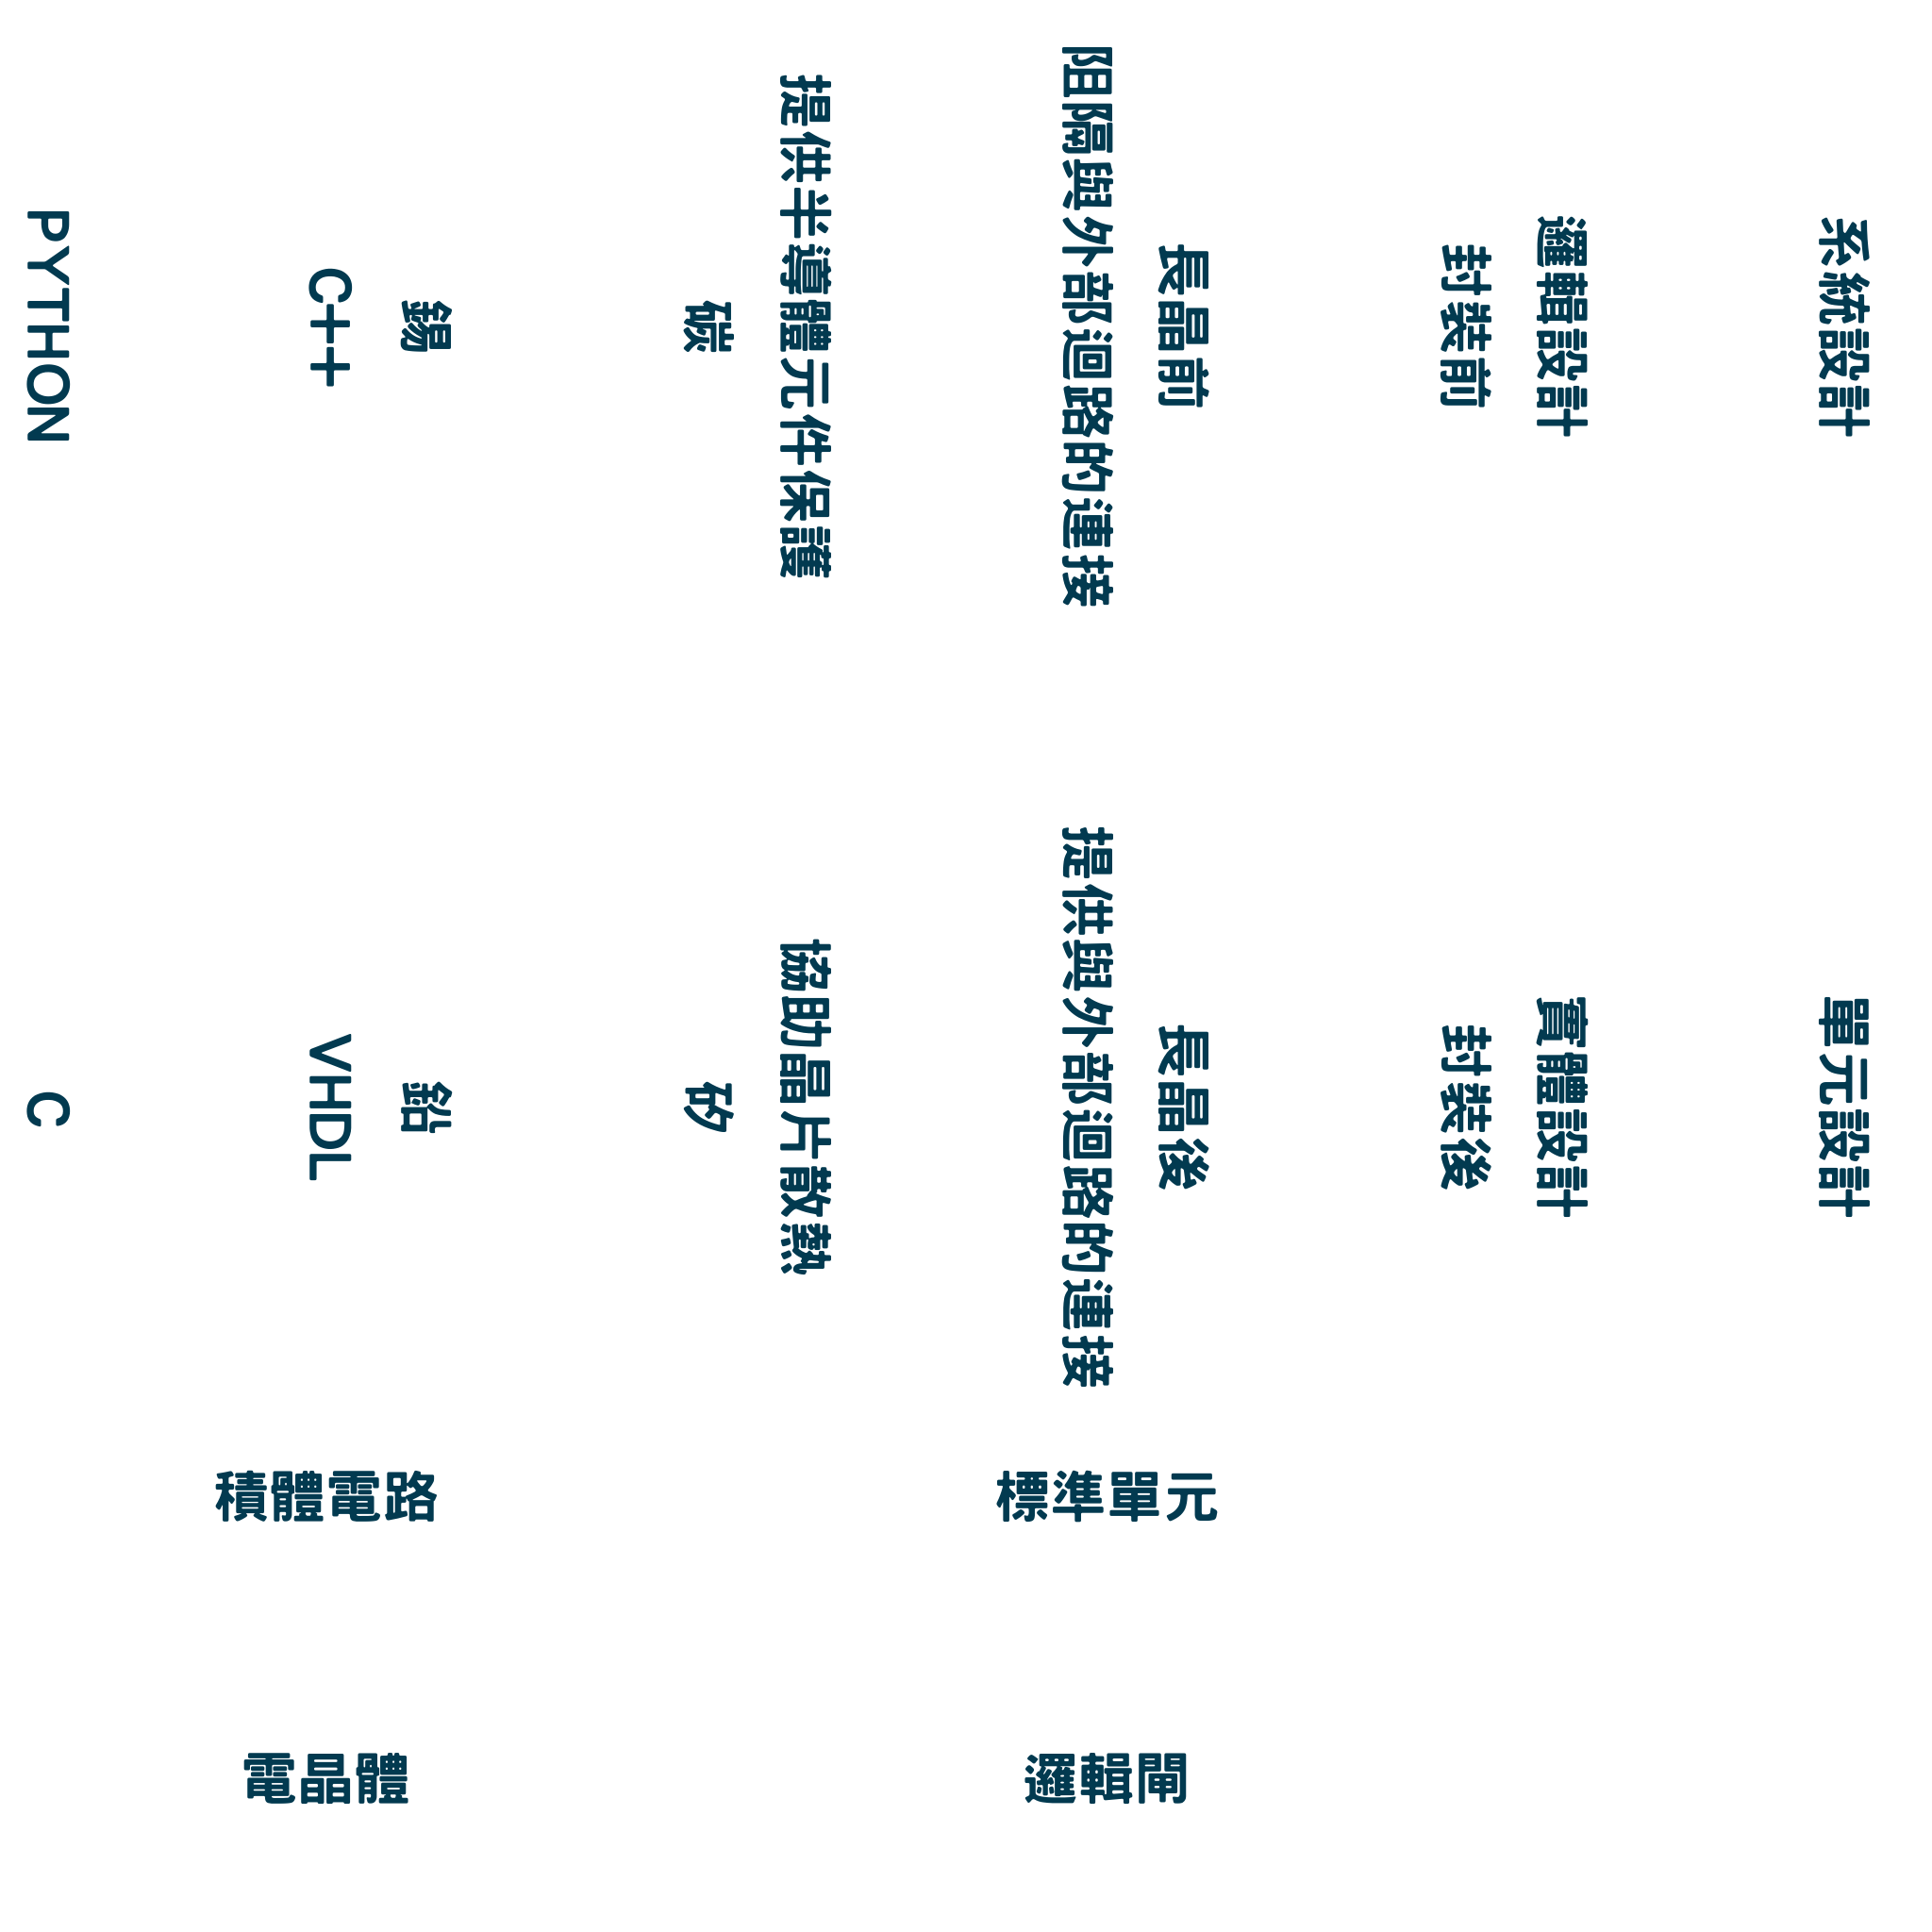 系統設計
單元設計
邏輯設計
實體設計
封裝前
封裝後
長晶前
長晶後
阻隔與外部迴路的連接
提供與外部迴路的連接
提供半導體元件保護
協助晶片散熱
碳
矽
錫
鉛
C++
VHDL
PYTHON
C
積體電路
標準單元
電晶體
邏輯閘